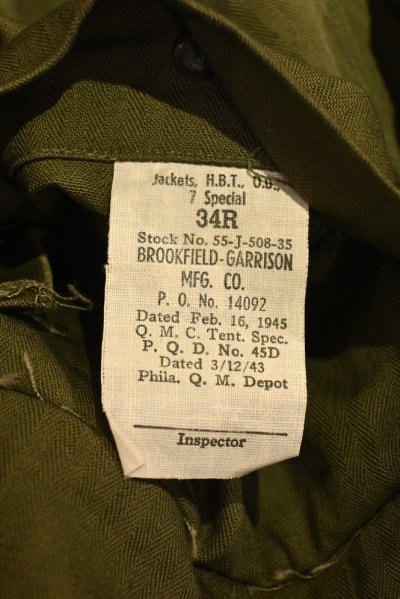 Jackets, H.B.T., O.D.,
7 Special
34R
Stock No. 55-J-508-35
BROOKFIELD-GARRISON
MFG. CO.
P. O. No. 14092
Dated Feb. 16, 1945
Q. M. C. Tent. Spec.
P. Q. D. No. 45D
Dated 3/12/43
Phila. Q. M. Depot
Inspector